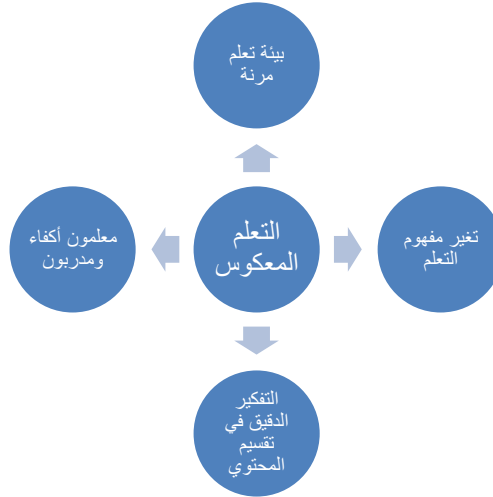 بيئة تعلم
مرنة
تغير مفهوم
التعلم
التعلم
المعكوس
معلمون أكفاء
ومدربون
التفكير
الدقيق في
تقسيم
المحتوي